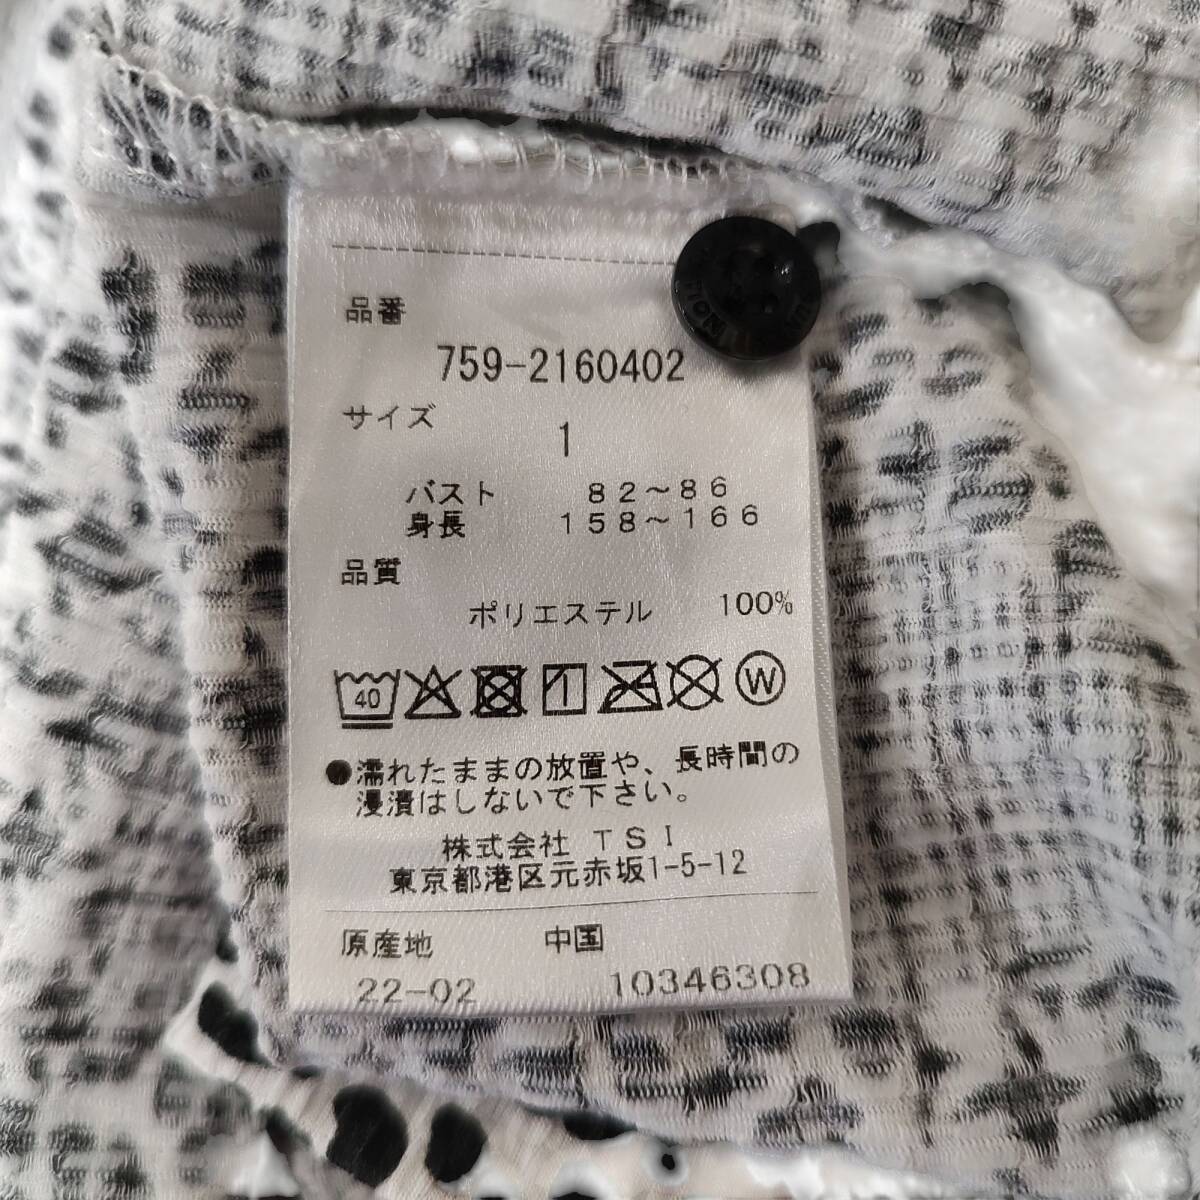 品番
759-2160402
サイズ
1
バスト 82～86
身長 158～166
品質
ポリエステル 100%
40
1
W
●濡れたままの放置や、長時間の
浸漬はしないで下さい。
株式会社 TSI
東京都港区元赤坂1-5-12
原産地 中国
22-02 10346308